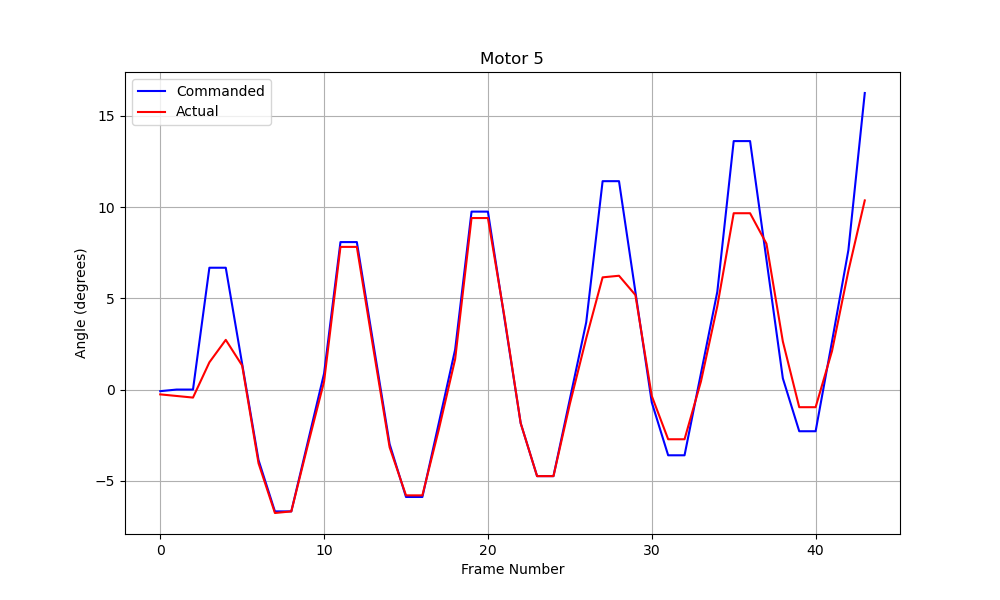 Motor 5
Commanded
Actual
Angle (degrees)
15
10
5
0
−5
0 10 20 30 40
Frame Number